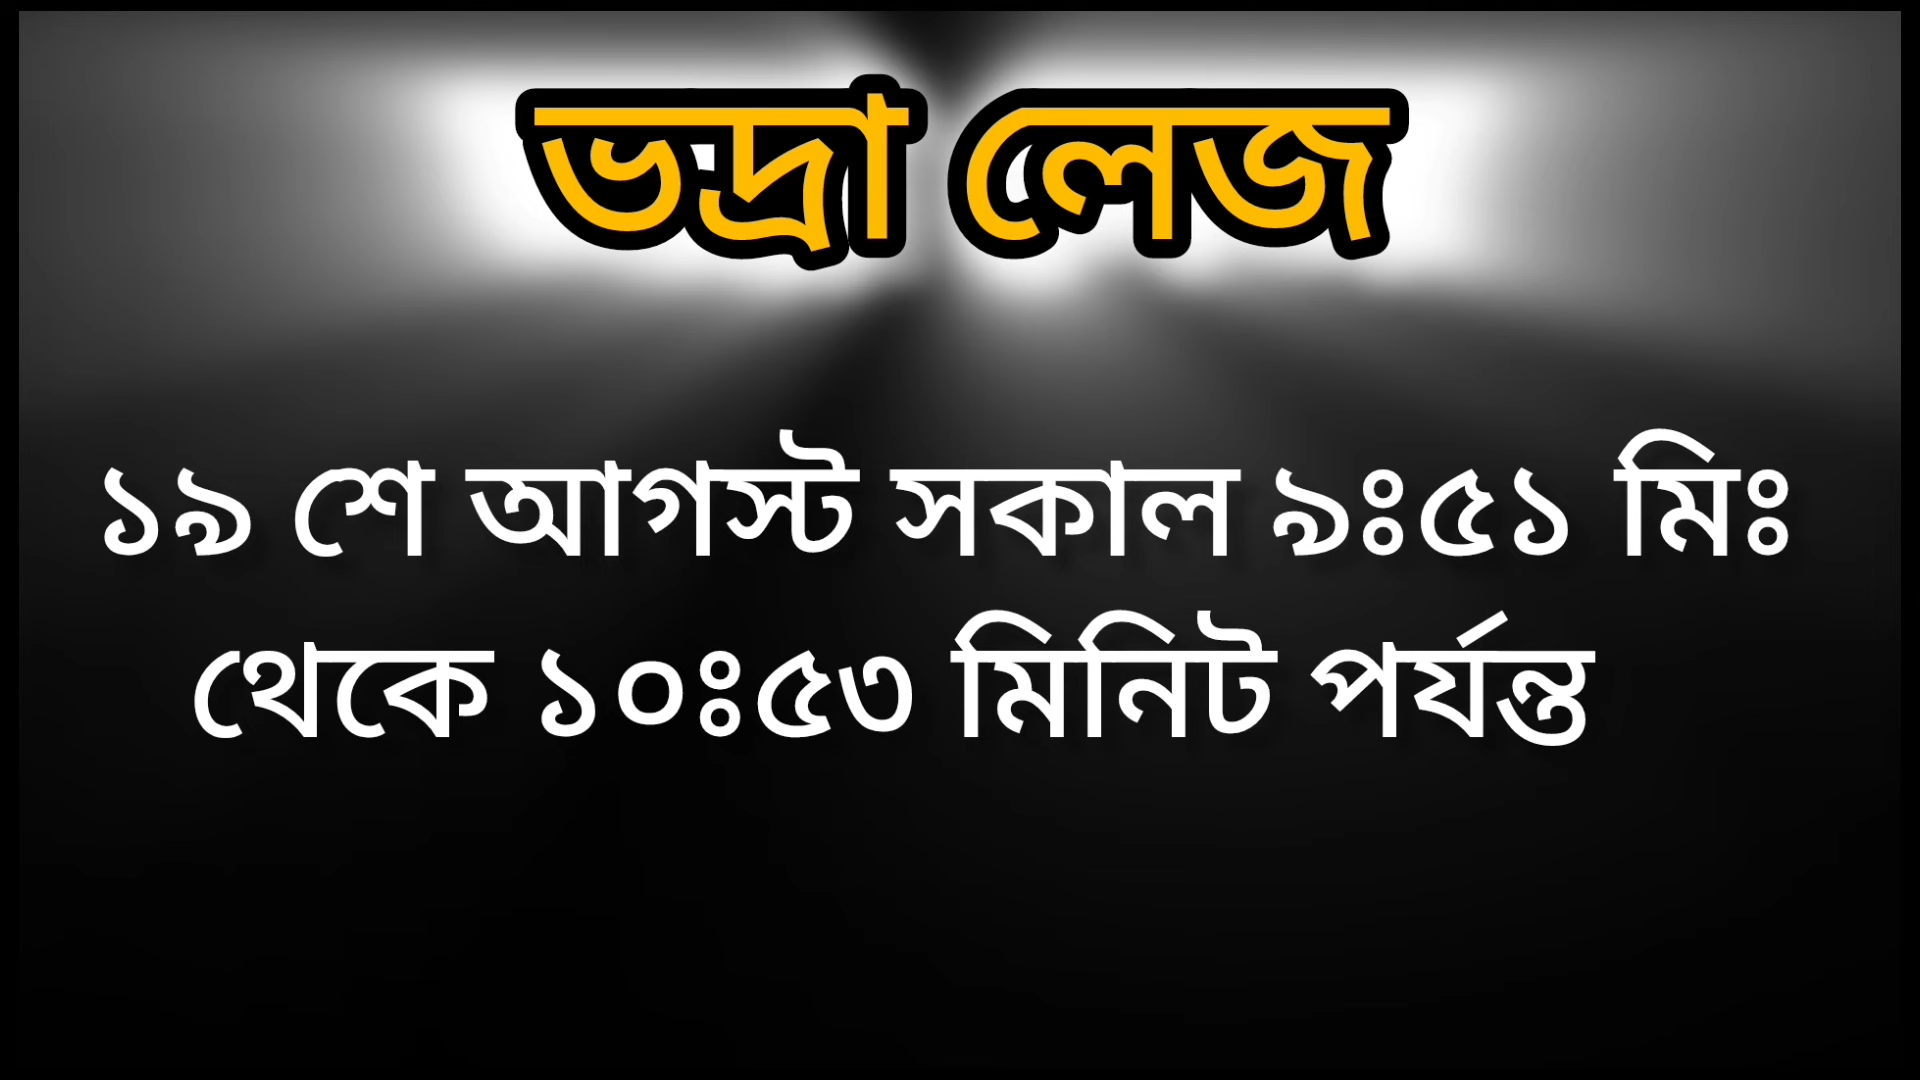 ভদ্রা লেজ
১৯ শে আগস্ট সকাল ৯ঃ৫১ মিঃ
থেকে ১০ঃ৫৩ মিনিট পর্যন্ত